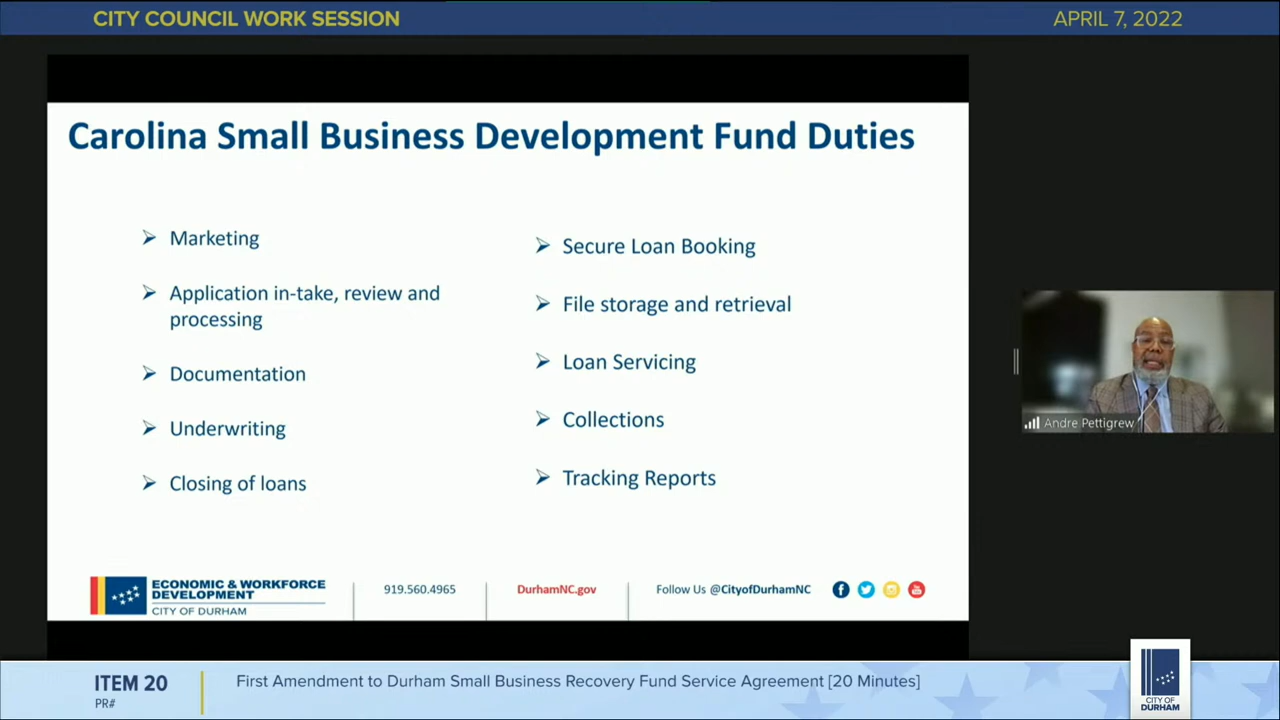 CITY COUNCIL WORK SESSION
APRIL 7, 2022
Carolina Small Business Development Fund Duties
Marketing
Application in-take, review and
processing
Documentation
Underwriting
Closing of loans
Secure Loan Booking
File storage and retrieval
Loan Servicing
Collections
Tracking Reports
ECONOMIC & WORKFORCE
DEVELOPMENT
CITY OF DURHAM
919.560.4965
DurhamNC.gov
Follow Us @CityofDurhamNC
Andre Pettigrew
ITEM 20
PR#
First Amendment to Durham Small Business Recovery Fund Service Agreement [20 Minutes]
CITY OF
DURHAM